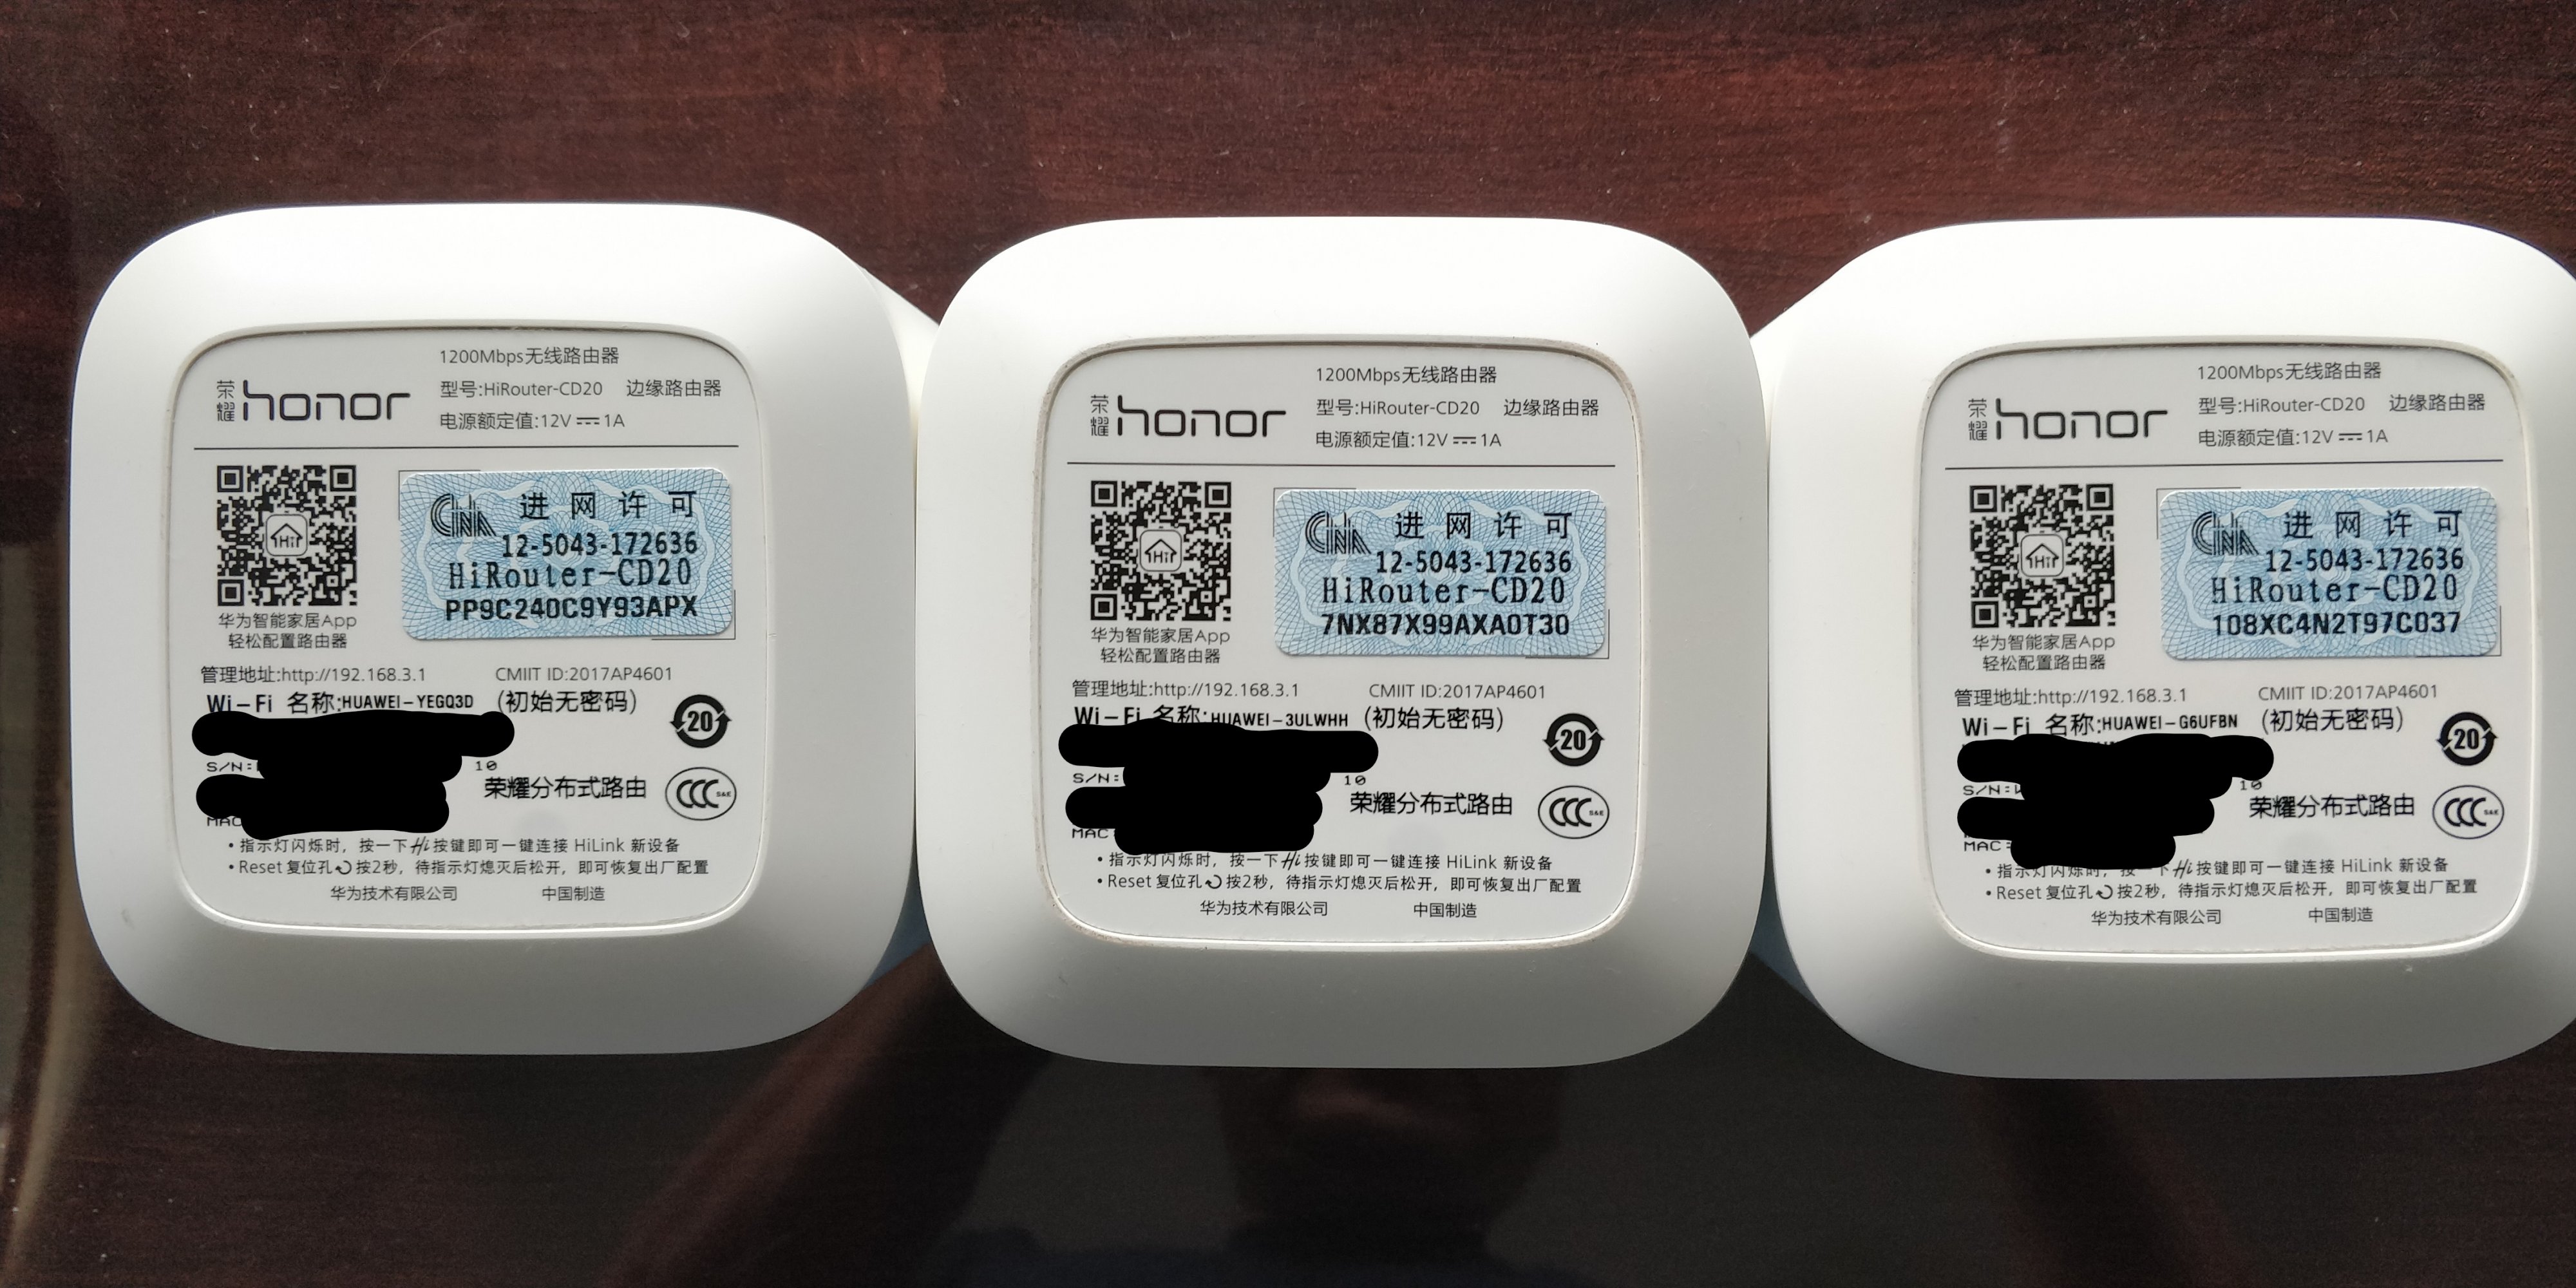 1200Mbps无线路由器
荣耀 honor
型号:HiRouter-CD20 边缘路由器
电源额定值:12V 1A
进网许可
12-5043-172636
HiRouter-CD20
PP9C240C9Y93APX
HiT
华为智能家居App
轻松配置路由器
管理地址:http://192.168.3.1 CMIIT ID:2017AP4601
Wi-Fi 名称:HUAWEI-YEGQ3D (初始无密码)
20
S/N: 10
荣耀分布式路由
CCC S&E
MAC
•指示灯闪烁时，按一下Hi按键即可一键连接 HiLink 新设备
•Reset 复位孔 按2秒，待指示灯熄灭后松开，即可恢复出厂配置
华为技术有限公司 中国制造
1200Mbps无线路由器
荣耀 honor
型号:HiRouter-CD20 边缘路由器
电源额定值:12V 1A
进网许可
12-5043-172636
HiRouter-CD20
7NX87X99AXA0T30
HiT
华为智能家居App
轻松配置路由器
管理地址:http://192.168.3.1 CMIIT ID:2017AP4601
Wi-Fi 名称:HUAWEI-3ULWHH (初始无密码)
20
S/N: 10
荣耀分布式路由
CCC S&E
MAC
•指示灯闪烁时，按一下Hi按键即可一键连接 HiLink 新设备
•Reset 复位孔 按2秒，待指示灯熄灭后松开，即可恢复出厂配置
华为技术有限公司 中国制造
1200Mbps无线路由器
荣耀 honor
型号:HiRouter-CD20 边缘路由器
电源额定值:12V 1A
进网许可
12-5043-172636
HiRouter-CD20
108XC4N2T97C037
HiT
华为智能家居App
轻松配置路由器
管理地址:http://192.168.3.1 CMIIT ID:2017AP4601
Wi-Fi 名称:HUAWEI-G6UFBN (初始无密码)
20
S/N: 10
荣耀分布式路由
CCC S&E
MAC:
•指示灯闪烁时，按一下Hi按键即可一键连接 HiLink 新设备
•Reset 复位孔 按2秒，待指示灯熄灭后松开，即可恢复出厂配置
华为技术有限公司 中国制造